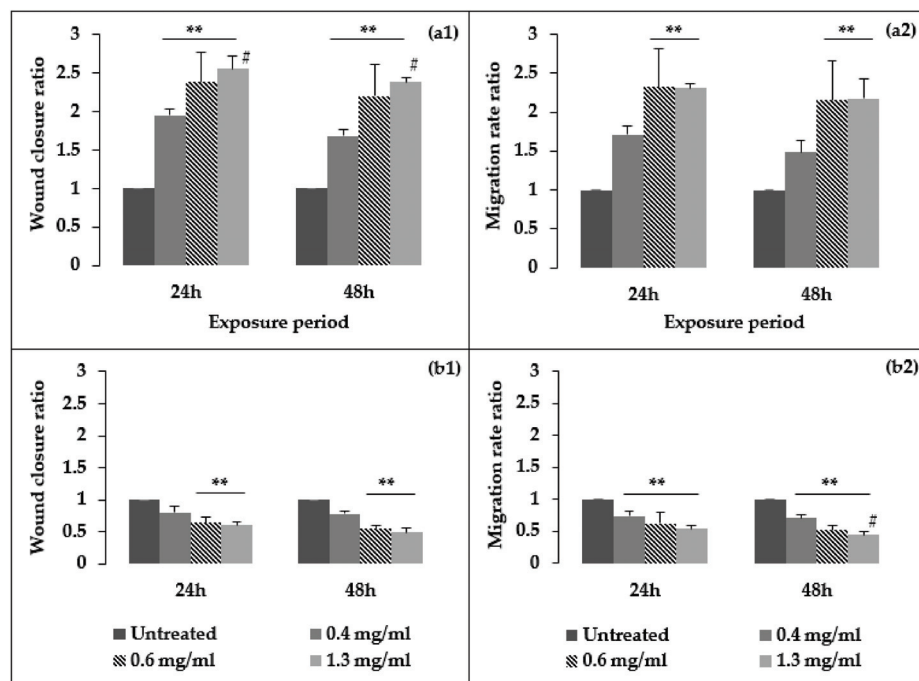 (a1)
** **
# #
Wound closure ratio
3
2.5
2
1.5
1
0.5
0
24h 48h
Exposure period
(a2)
** **
Migration rate ratio
3
2.5
2
1.5
1
0.5
0
24h 48h
Exposure period
(b1)
** **
Wound closure ratio
3
2.5
2
1.5
1
0.5
0
24h 48h
Untreated 0.4 mg/ml
0.6 mg/ml 1.3 mg/ml
(b2)
** **
#
Migration rate ratio
3
2.5
2
1.5
1
0.5
0
24h 48h
Untreated 0.4 mg/ml
0.6 mg/ml 1.3 mg/ml